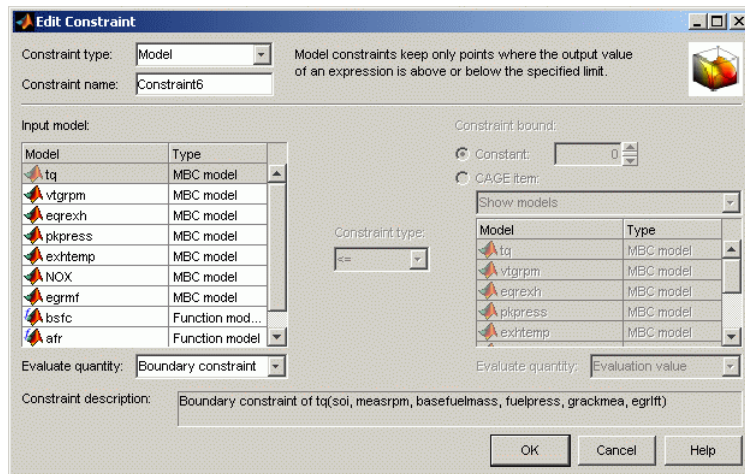 Edit Constraint
Constraint type: Model
Model constraints keep only points where the output value
of an expression is above or below the specified limit.
Constraint name: Constraint6
Input model:
Model Type
tq MBC model
vtgrpm MBC model
eqrexh MBC model
pkpress MBC model
exhtemp MBC model
NOX MBC model
egrmf MBC model
bsfc Function mod...
afr Function model
Evaluate quantity: Boundary constraint
Constraint type:
<=
Constraint bound:
Constant: 0
CAGE item:
Show models
Model Type
tq MBC model
vtgrpm MBC model
eqrexh MBC model
pkpress MBC model
exhtemp MBC model
Evaluate quantity: Evaluation value
Constraint description: Boundary constraint of tq(soi, measrpm, basefuelmass, fuelpress, grackmea, egrlft)
OK Cancel Help